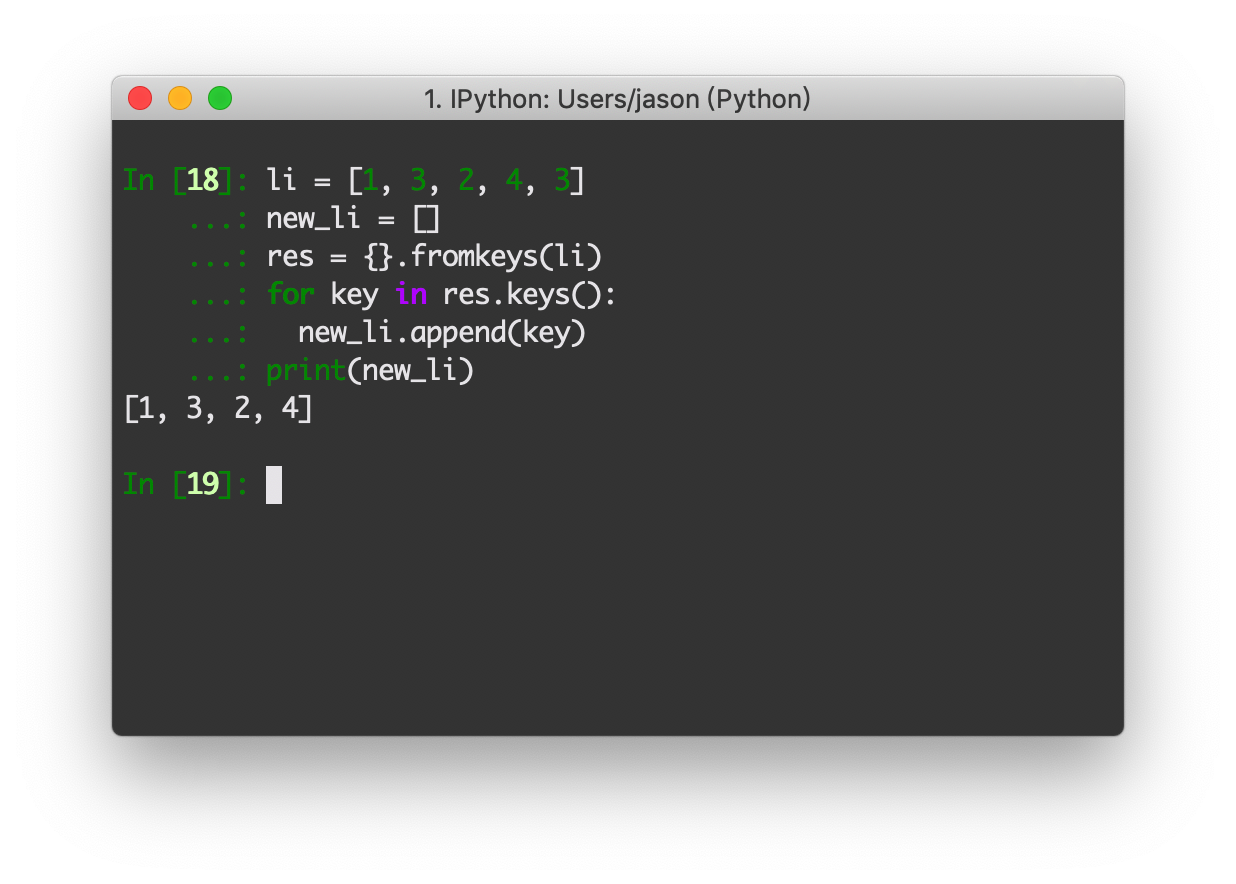 1. IPython: Users/jason (Python)
In [18]: li = [1, 3, 2, 4, 3]
...: new_li = []
...: res = {}.fromkeys(li)
...: for key in res.keys():
...:   new_li.append(key)
...: print(new_li)
[1, 3, 2, 4]
In [19]: